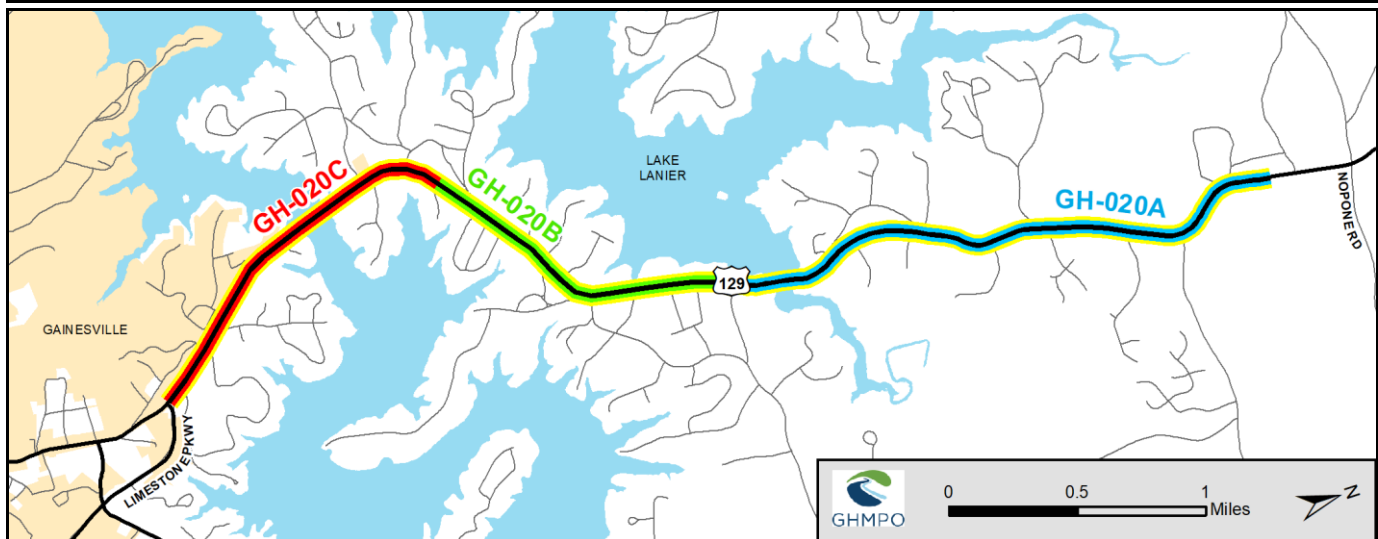 LAKE
LANIER
GH-020C
GH-020B
GH-020A
NOPONE RD
129
GAINESVILLE
LIMESTONE PKWY
GHMPO
0 0.5 1
Miles
N